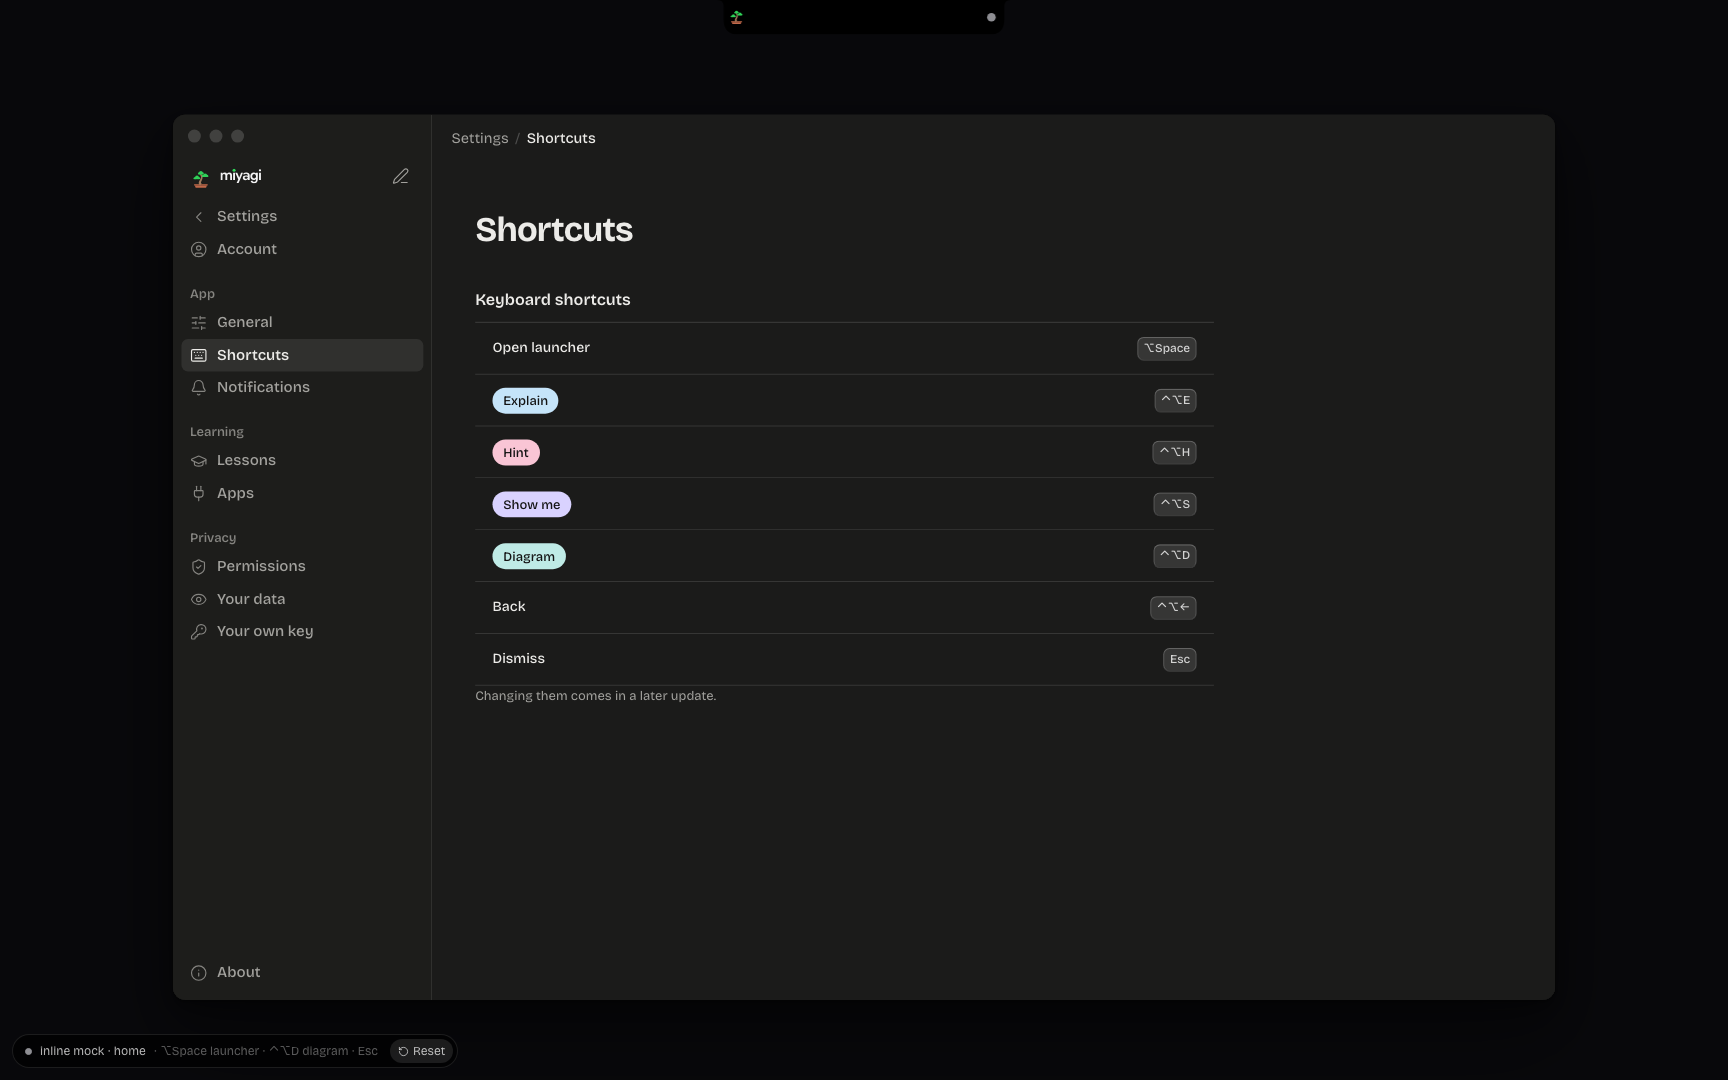 miyagi
Settings
Account
App
General
Shortcuts
Notifications
Learning
Lessons
Apps
Privacy
Permissions
Your data
Your own key
About
Settings / Shortcuts
Shortcuts
Keyboard shortcuts
Open launcher ⌥Space
Explain ^⌥E
Hint ^⌥H
Show me ^⌥S
Diagram ^⌥D
Back ^⌥←
Dismiss Esc
Changing them comes in a later update.
inline mock · home · ⌥Space launcher · ^⌥D diagram · Esc Reset